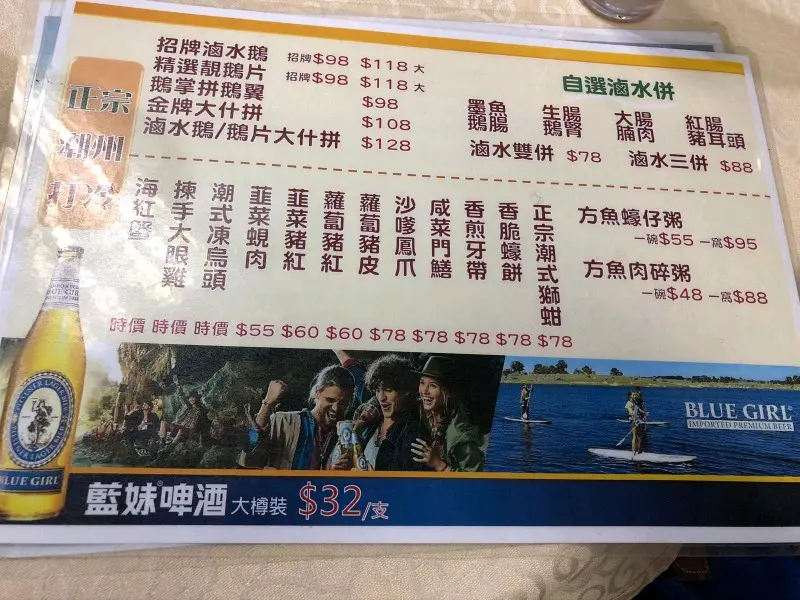 正宗
潮州
打冷
招牌滷水鵝 招牌$98 $118大
精選靚鵝片 招牌$98 $118大
鵝掌拼鵝翼 $98
金牌大什拼 $108
滷水鵝/鵝片大什拼 $128
自選滷水併
墨魚 生腸 大腸 紅腸
鵝腸 鵝腎 腩肉 豬耳頭
滷水雙併 $78 滷水三併 $88
海紅蟹 時價
揀手大眼雞 時價
潮式凍烏頭 時價
韮菜蜆肉 $55
韮菜豬紅 $60
蘿蔔豬紅 $60
蘿蔔豬皮 $78
沙嗲鳳爪 $78
咸菜門鱔 $78
香煎牙帶 $78
香脆蠔餅 $78
正宗潮式獅蚶 $78
方魚蠔仔粥
一碗$55 一窩$95
方魚肉碎粥
一碗$48 一窩$88
BLUE GIRL
IMPORTED PREMIUM BEER
PILSENER LAGER BEER
BLUE GIRL
藍妹®啤酒 大樽裝 $32/支